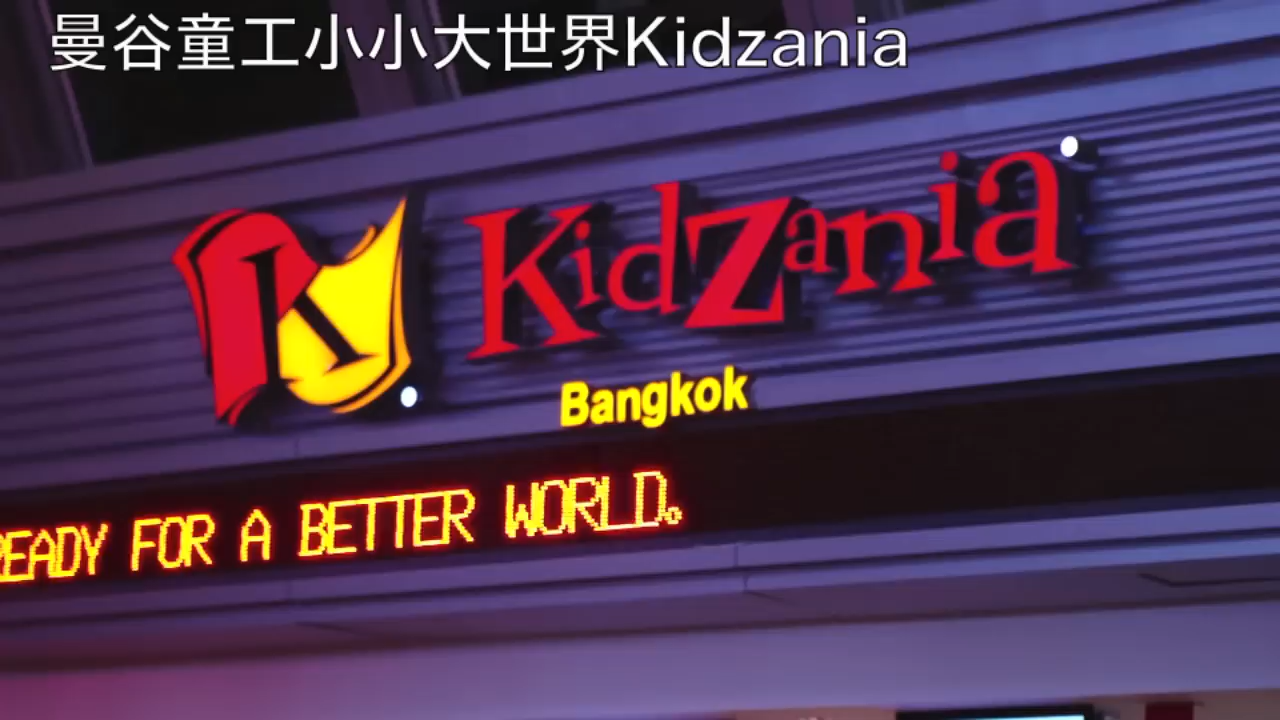 曼谷童工小小大世界Kidzania
K
KidZania
Bangkok
READY FOR A BETTER WORLD.